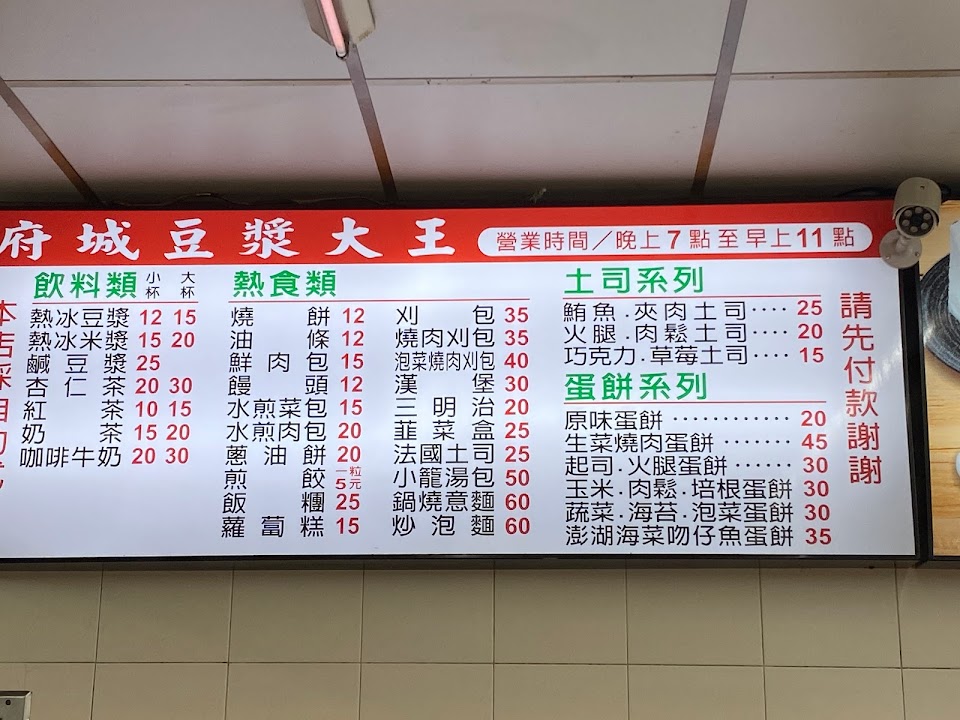 府城豆漿大王
營業時間／晚上7點至早上11點
飲料類 小杯 大杯
熱冰豆漿 12 15
熱冰米漿 15 20
鹹豆漿 25
杏仁茶 20 30
紅茶 10 15
奶茶 15 20
咖啡牛奶 20 30
熱食類
燒餅 12
油條 12
鮮肉包 15
饅頭 12
水煎菜包 15
水煎肉包 20
蔥油餅 20
煎餃 一粒5元
飯糰 25
蘿蔔糕 15
刈包 35
燒肉刈包 35
泡菜燒肉刈包 40
漢堡 30
三明治 20
韮菜盒 25
法國土司 25
小籠湯包 50
鍋燒意麵 60
炒泡麵 60
土司系列
鮪魚.夾肉土司···· 25
火腿.肉鬆土司···· 20
巧克力.草莓土司···· 15
蛋餅系列
原味蛋餅············ 20
生菜燒肉蛋餅······· 45
起司.火腿蛋餅······ 30
玉米.肉鬆.培根蛋餅 30
蔬菜.海苔.泡菜蛋餅 30
澎湖海菜吻仔魚蛋餅 35
請先付款謝謝